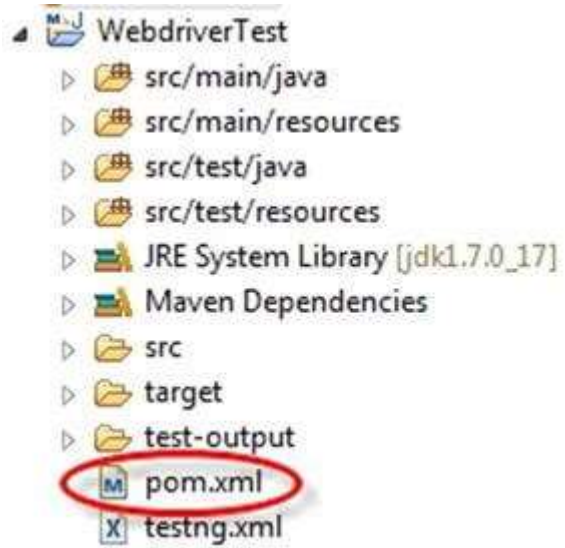 WebdriverTest
src/main/java
src/main/resources
src/test/java
src/test/resources
JRE System Library [jdk1.7.0_17]
Maven Dependencies
src
target
test-output
pom.xml
testng.xml